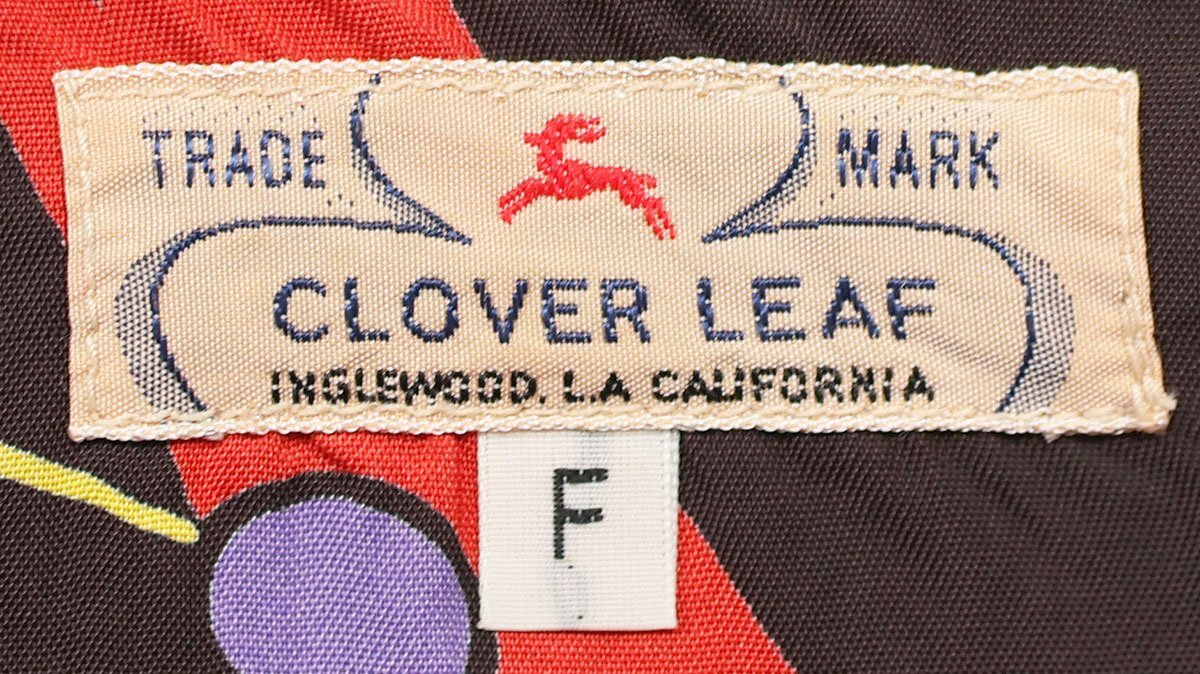 TRADE MARK
CLOVER LEAF
INGLEWOOD. L.A CALIFORNIA
F